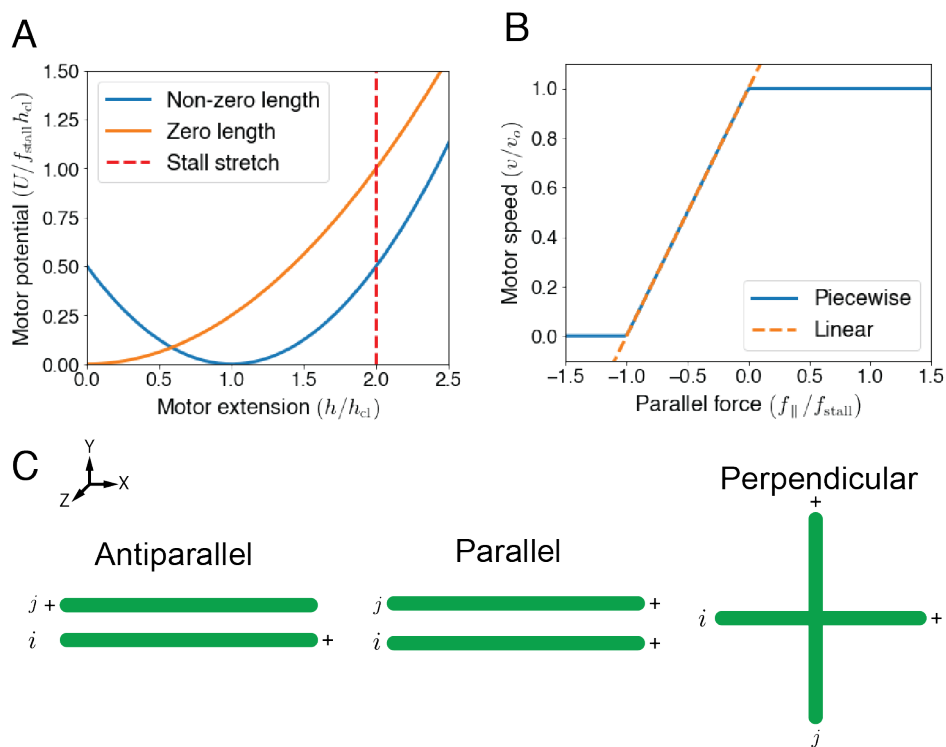 A
1.50
1.25
1.00
0.75
0.50
0.25
0.00
Motor potential (U/f_stall h_cl)
Non-zero length
Zero length
Stall stretch
0.0 0.5 1.0 1.5 2.0 2.5
Motor extension (h/h_cl)
B
1.0
0.8
0.6
0.4
0.2
0.0
Motor speed (v/v_o)
Piecewise
Linear
−1.5 −1.0 −0.5 0.0 0.5 1.0 1.5
Parallel force (f_∥/f_stall)
C
Y
X
Z
Antiparallel
j +
i +
Parallel
j +
i +
Perpendicular
+
i +
j